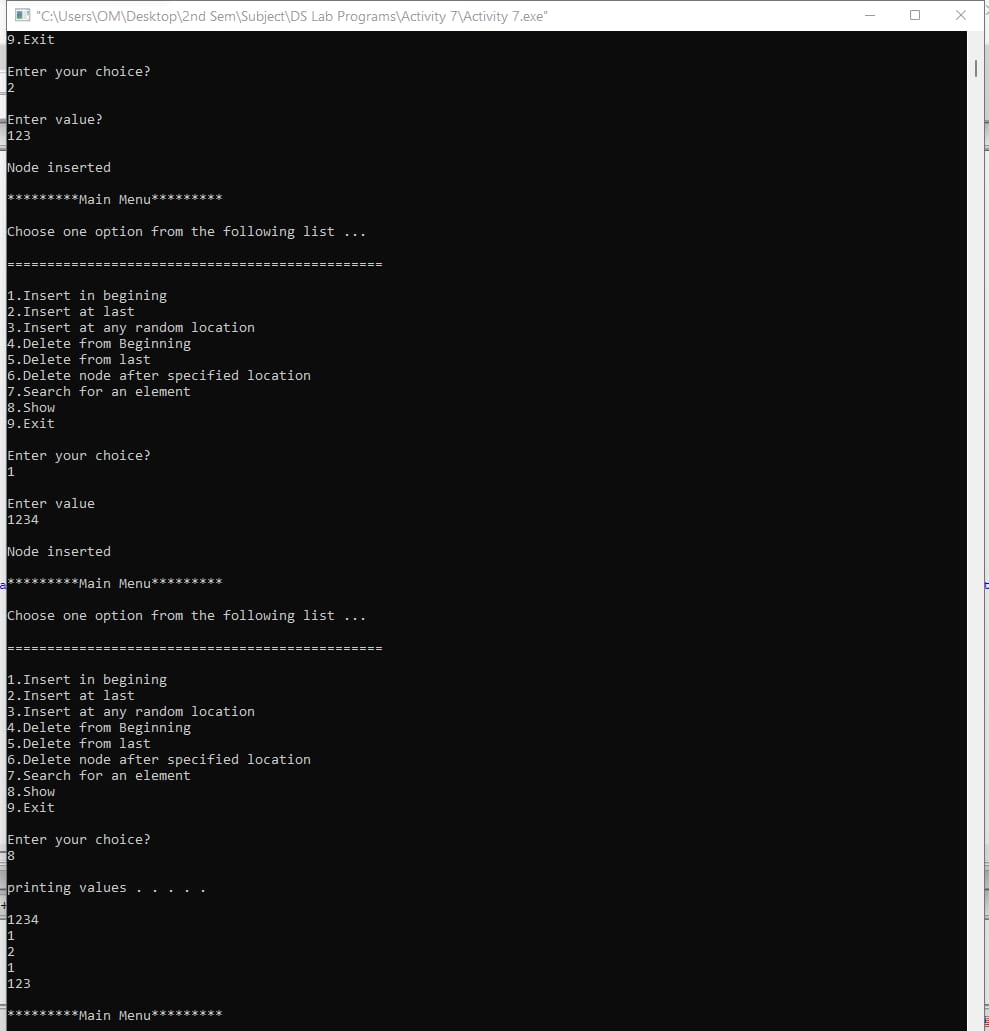 "C:\Users\OM\Desktop\2nd Sem\Subject\DS Lab Programs\Activity 7\Activity 7.exe"
9.Exit
Enter your choice?
2
Enter value?
123
Node inserted
*********Main Menu*********
Choose one option from the following list ...
===============================================
1.Insert in begining
2.Insert at last
3.Insert at any random location
4.Delete from Beginning
5.Delete from last
6.Delete node after specified location
7.Search for an element
8.Show
9.Exit
Enter your choice?
1
Enter value
1234
Node inserted
*********Main Menu*********
Choose one option from the following list ...
===============================================
1.Insert in begining
2.Insert at last
3.Insert at any random location
4.Delete from Beginning
5.Delete from last
6.Delete node after specified location
7.Search for an element
8.Show
9.Exit
Enter your choice?
8
printing values . . . . .
1234
1
2
1
123
*********Main Menu*********